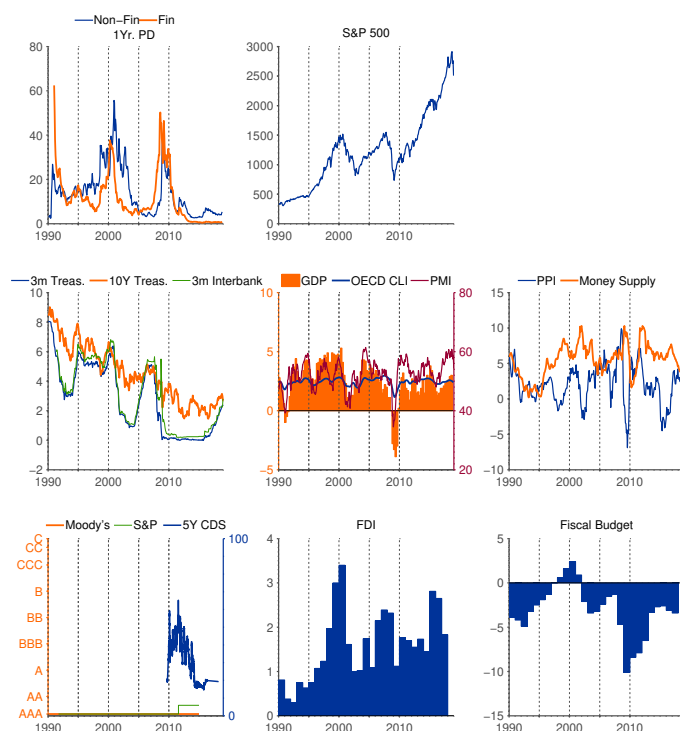 Non-Fin Fin
1Yr. PD
S&P 500
80
60
40
20
0
1990 2000 2010
3000
2500
2000
1500
1000
500
0
1990 2000 2010
3m Treas. 10Y Treas. 3m Interbank
10
8
6
4
2
0
−2
1990 2000 2010
GDP OECD CLI PMI
10
5
0
−5
80
60
40
20
1990 2000 2010
PPI Money Supply
15
10
5
0
−5
−10
1990 2000 2010
Moody's S&P 5Y CDS
C
CC
CCC
B
BB
BBB
A
AA
AAA
100
0
1990 2000 2010
FDI
4
3
2
1
0
1990 2000 2010
Fiscal Budget
5
0
−5
−10
−15
1990 2000 2010